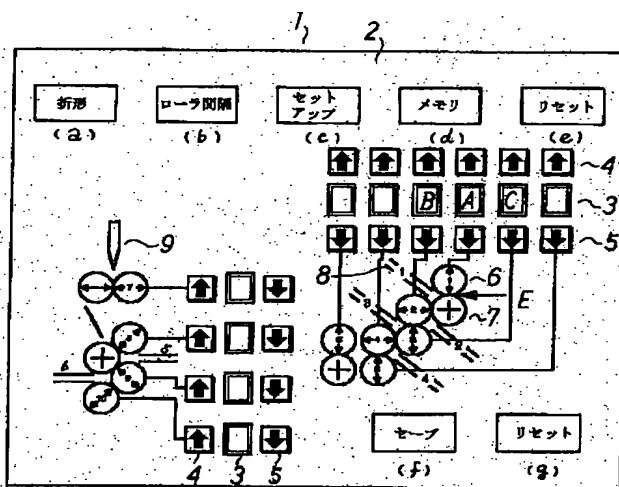 1
2
折形
ローラ間隔
セット
アップ
メモリ
リセット
(a)
(b)
(c)
(d)
(e)
4
B A C
3
5
9
8
6
E
7
セーブ
リセット
4 3 5
(f)
(g)